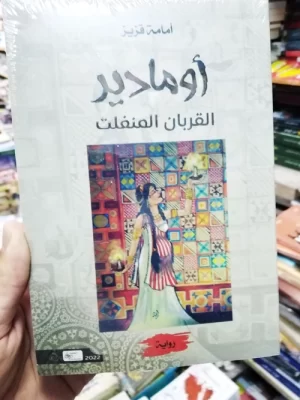 أمامة قزيز
أومادير
القربان المنفلت
رواية
2022